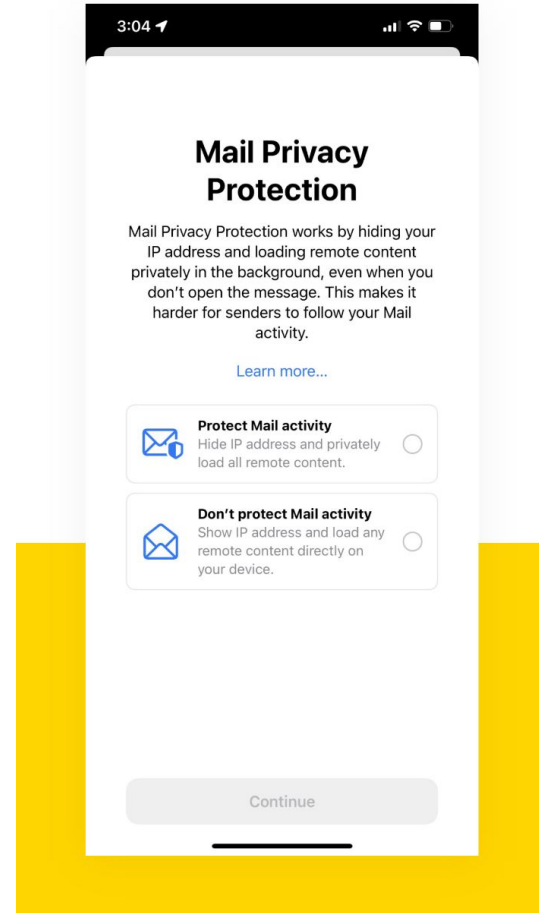 3:04
Mail Privacy
Protection
Mail Privacy Protection works by hiding your
IP address and loading remote content
privately in the background, even when you
don't open the message. This makes it
harder for senders to follow your Mail
activity.
Learn more...
Protect Mail activity
Hide IP address and privately
load all remote content.
Don't protect Mail activity
Show IP address and load any
remote content directly on
your device.
Continue